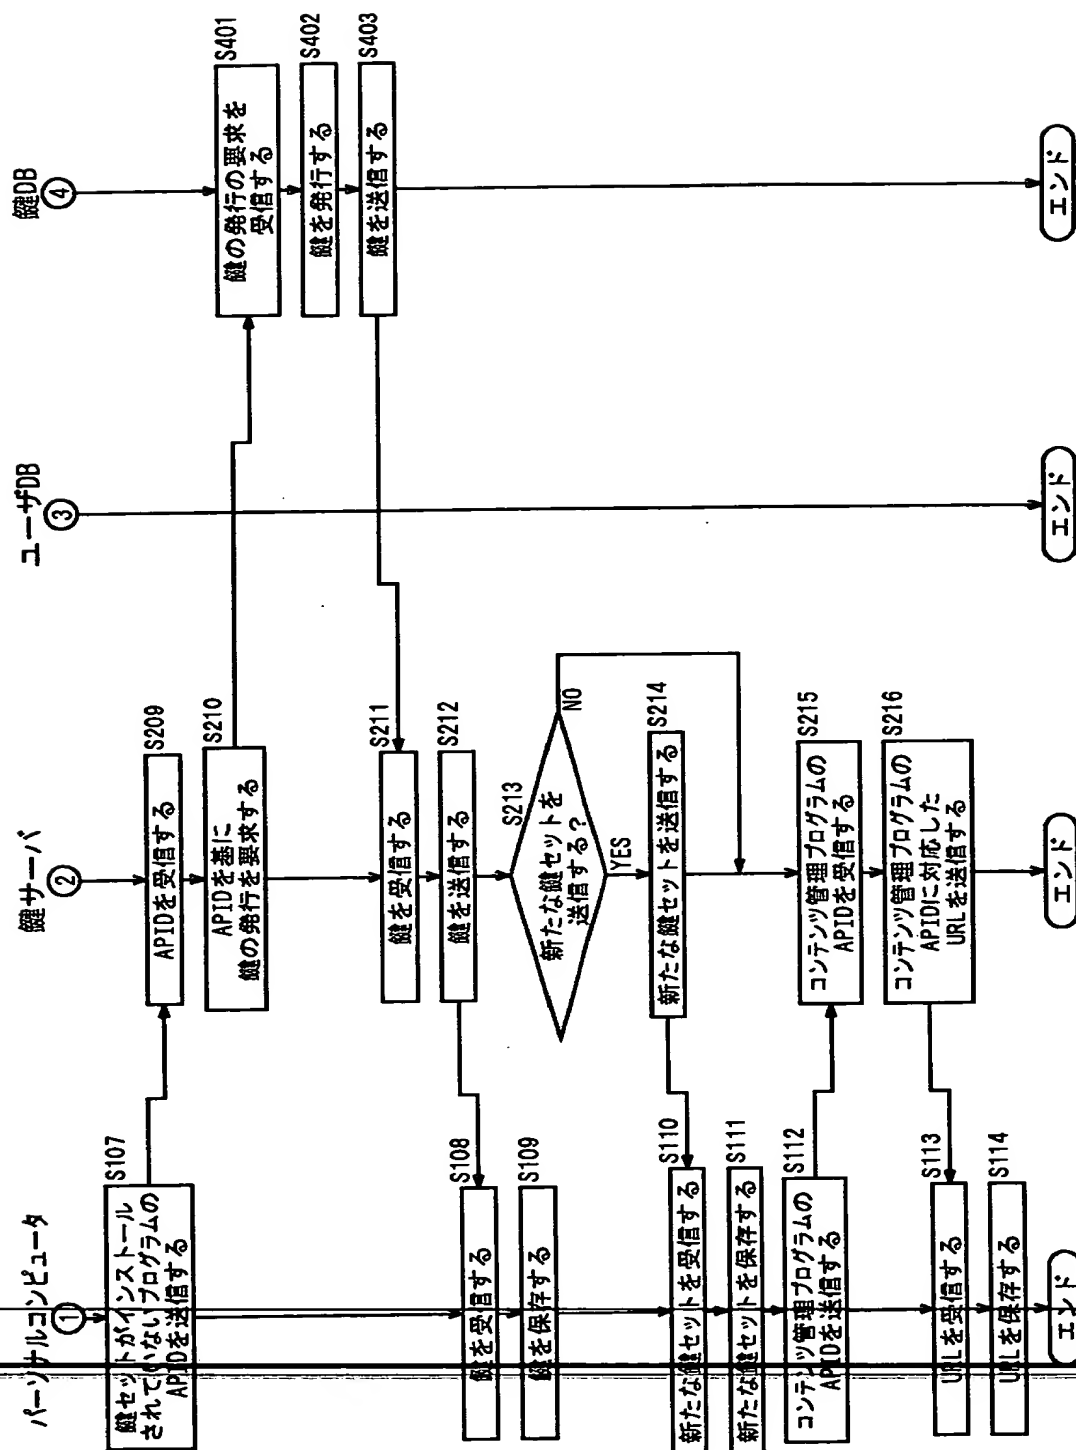 パーソナルコンピュータ
①
S107
鍵セットがインストール
されていないプログラムの
APIDを送信する
S108
鍵を受信する
S109
鍵を保存する
S110
新たな鍵セットを受信する
S111
新たな鍵セットを保存する
S112
コンテンツ管理プログラムの
APIDを送信する
S113
URLを受信する
S114
URLを保存する
エンド
鍵サーバ
②
S209
APIDを受信する
S210
APIDを基に
鍵の発行を要求する
S211
鍵を受信する
S212
鍵を送信する
S213
新たな鍵セットを
送信する？
NO
YES
S214
新たな鍵セットを送信する
S215
コンテンツ管理プログラムの
APIDを受信する
S216
コンテンツ管理プログラムの
APIDに対応した
URLを送信する
エンド
ユーザDB
③
エンド
鍵DB
④
S401
鍵の発行の要求を
受信する
S402
鍵を発行する
S403
鍵を送信する
エンド